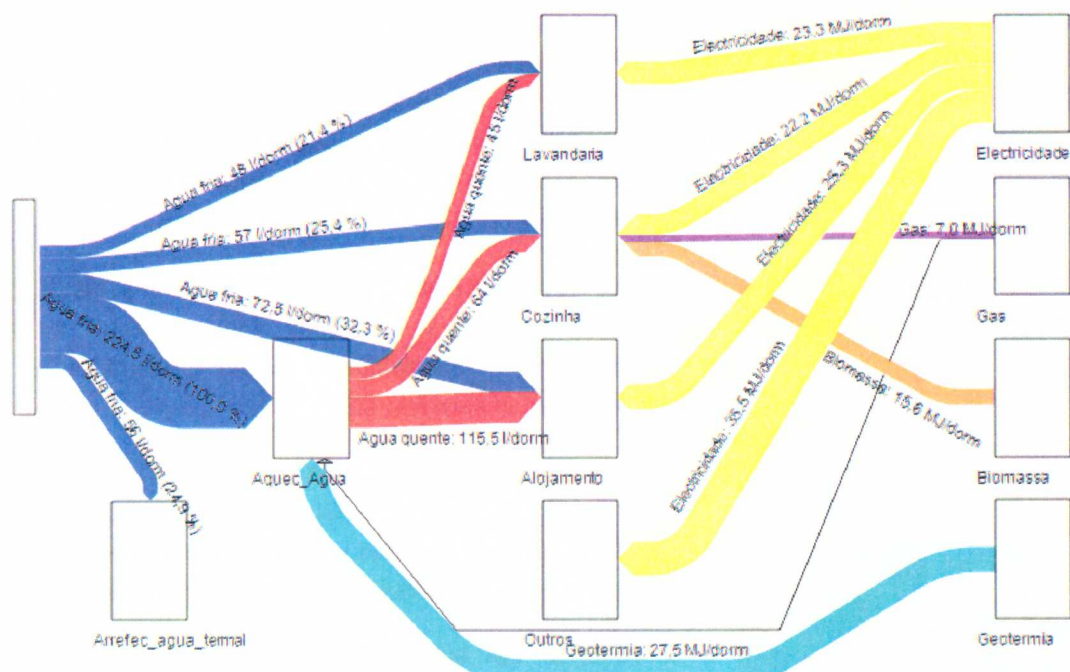 Electricidade: 23,3 MJ/dorm
Agua fria: 48 l/dorm (21,4 %)
Agua quente: 45 l/dorm
Lavandaria
Electricidade: 22,2 MJ/dorm
Electricidade
Agua fria: 57 l/dorm (25,4 %)
Electricidade: 25,3 MJ/dorm
Gas: 7,0 MJ/dorm
Agua fria: 72,5 l/dorm (32,3 %)
Agua quente: 64 l/dorm
Cozinha
Gas
Agua fria: 224,5 l/dorm (100,0 %)
Agua fria: 56 l/dorm (24,9 %)
Electricidade: 35,5 MJ/dorm
Biomassa: 15,6 MJ/dorm
Agua quente: 115,5 l/dorm
Aquec_Agua
Alojamento
Biomassa
Arrefec_agua_termal
Outros
Geotermia
Geotermia: 27,5 MJ/dorm